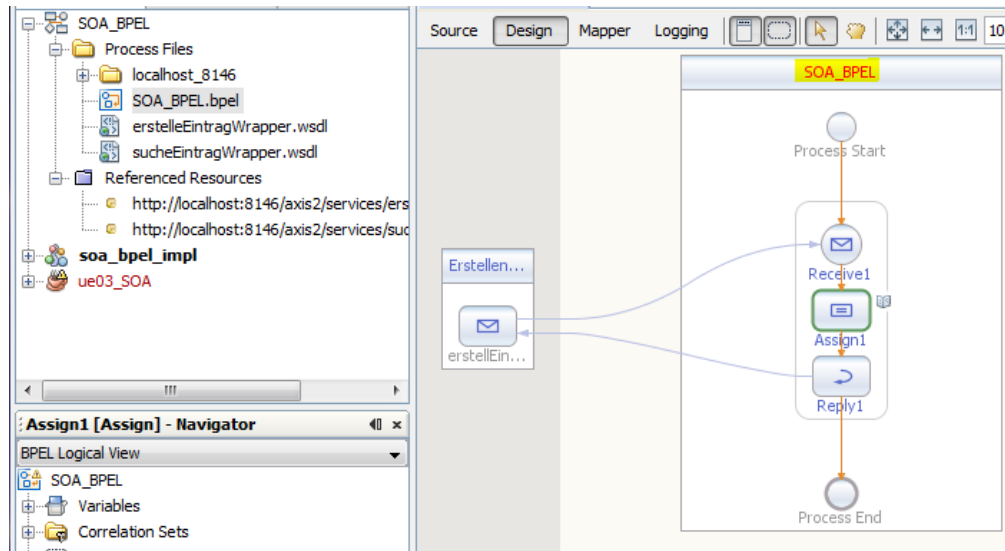 SOA_BPEL
Process Files
localhost_8146
SOA_BPEL.bpel
erstelleEintragWrapper.wsdl
sucheEintragWrapper.wsdl
Referenced Resources
http://localhost:8146/axis2/services/ers
http://localhost:8146/axis2/services/suc
soa_bpel_impl
ue03_SOA
Assign1 [Assign] - Navigator
BPEL Logical View
SOA_BPEL
Variables
Correlation Sets
Source Design Mapper Logging 1:1 10
SOA_BPEL
Process Start
Erstellen...
erstellEin...
Receive1
Assign1
Reply1
Process End